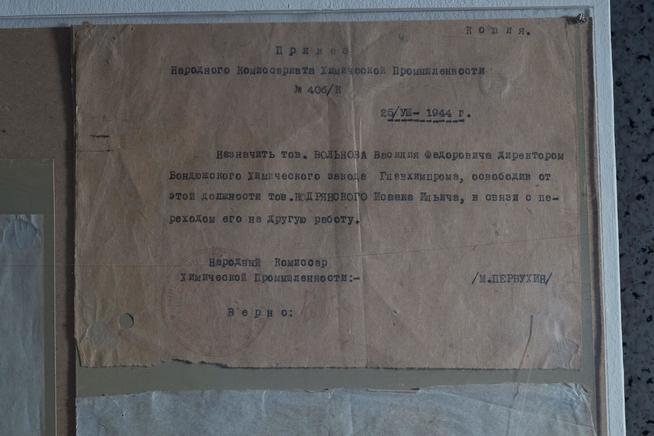 Копия.
Приказ
Народного Комиссариата Химической Промышленности
№ 406/К
25/VII- 1944 г.
Назначить тов. ВОЛЬНОВА Василия Федоровича Директором
Бондюжского Химического завода Главхимпрома, освободив от
этой должности тов. Исаака Ильича, в связи с пе-
реходом его на другую работу.
Народный Комиссар
Химической Промышленности:-
/М.ПЕРВУХИН/
Верно: